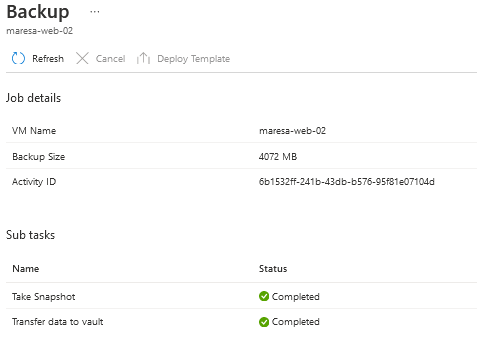 Backup ...
maresa-web-02
Refresh Cancel Deploy Template
Job details
VM Name maresa-web-02
Backup Size 4072 MB
Activity ID 6b1532ff-241b-43db-b576-95f81e07104d
Sub tasks
Name Status
Take Snapshot Completed
Transfer data to vault Completed